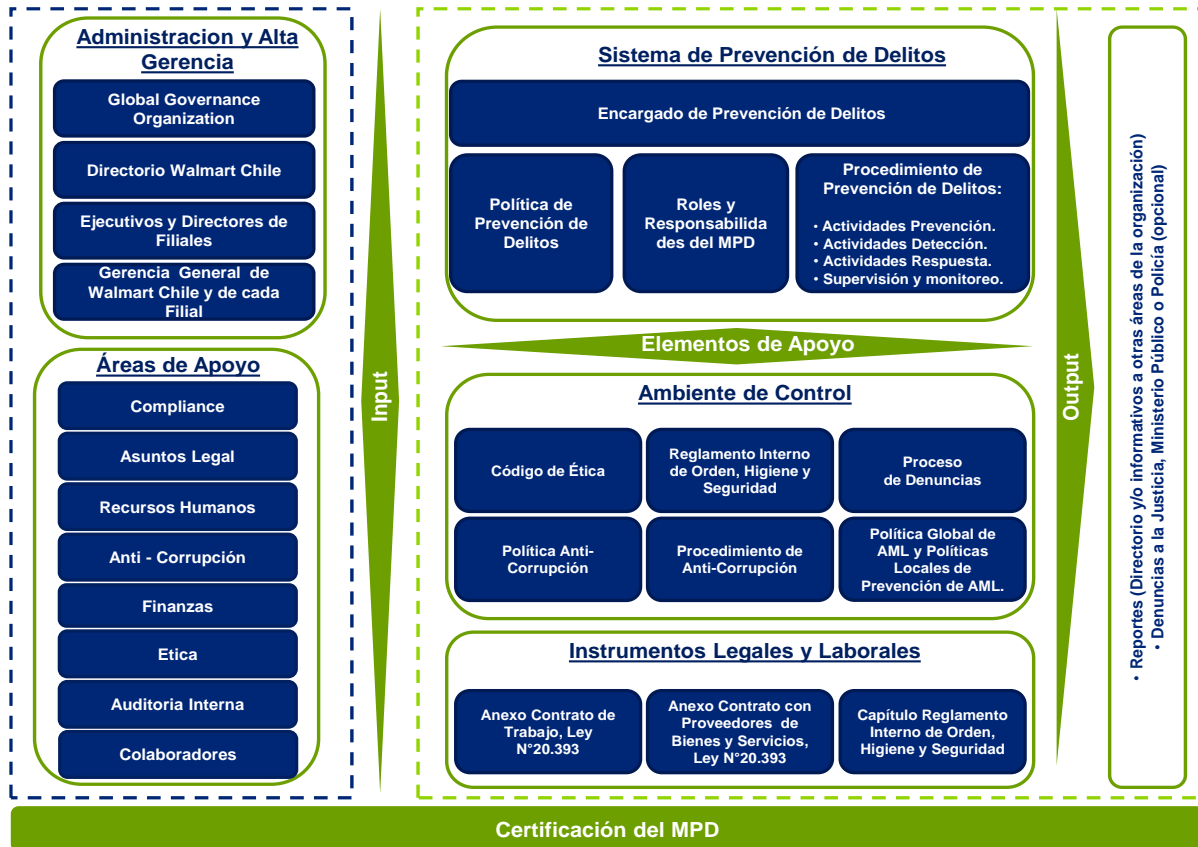 Administracion y Alta
Gerencia
Global Governance
Organization
Directorio Walmart Chile
Ejecutivos y Directores de
Filiales
Gerencia General de
Walmart Chile y de cada
Filial
Áreas de Apoyo
Compliance
Asuntos Legal
Recursos Humanos
Anti - Corrupción
Finanzas
Etica
Auditoria Interna
Colaboradores
Input
Sistema de Prevención de Delitos
Encargado de Prevención de Delitos
Política de
Prevención de
Delitos
Roles y
Responsabilida
des del MPD
Procedimiento de
Prevención de Delitos:
• Actividades Prevención.
• Actividades Detección.
• Actividades Respuesta.
• Supervisión y monitoreo.
Elementos de Apoyo
Ambiente de Control
Código de Ética
Reglamento Interno
de Orden, Higiene y
Seguridad
Proceso
de Denuncias
Política Anti-
Corrupción
Procedimiento de
Anti-Corrupción
Política Global de
AML y Políticas
Locales de
Prevención de AML.
Instrumentos Legales y Laborales
Anexo Contrato de
Trabajo, Ley
N°20.393
Anexo Contrato con
Proveedores de
Bienes y Servicios,
Ley N°20.393
Capítulo Reglamento
Interno de Orden,
Higiene y Seguridad
Output
• Reportes (Directorio y/o informativos a otras áreas de la organización)
• Denuncias a la Justicia, Ministerio Público o Policía (opcional)
Certificación del MPD